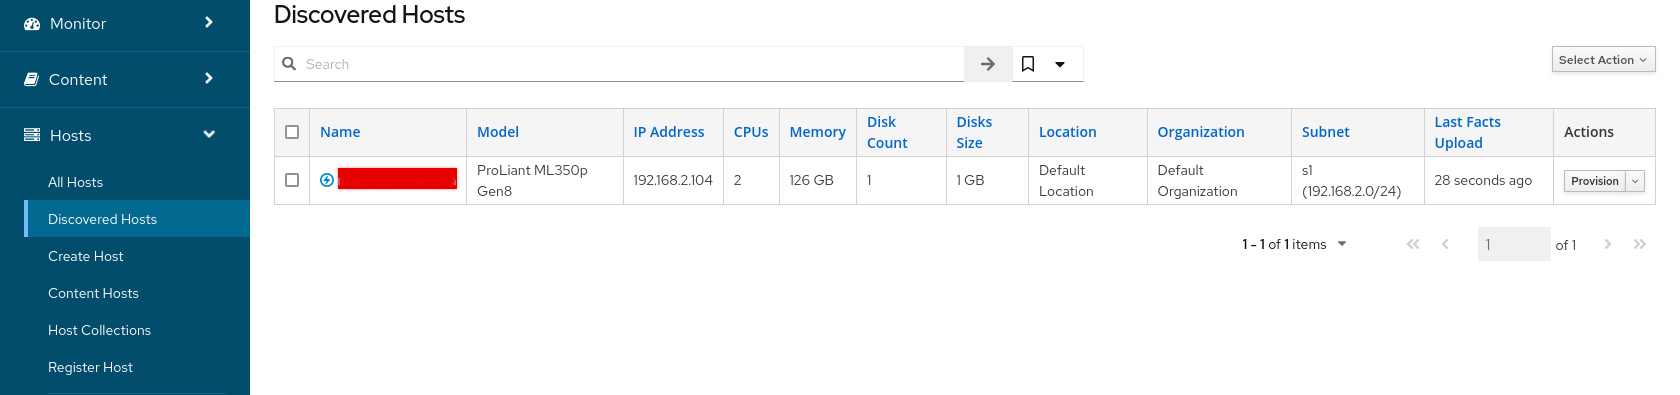 Discovered Hosts
Monitor
Content
Hosts
All Hosts
Discovered Hosts
Create Host
Content Hosts
Host Collections
Register Host
Search
Select Action
Name Model IP Address CPUs Memory Disk Count Disks Size Location Organization Subnet Last Facts Upload Actions
ProLiant ML350p Gen8 192.168.2.104 2 126 GB 1 1 GB Default Location Default Organization s1 (192.168.2.0/24) 28 seconds ago Provision
1 - 1 of 1 items 1 of 1